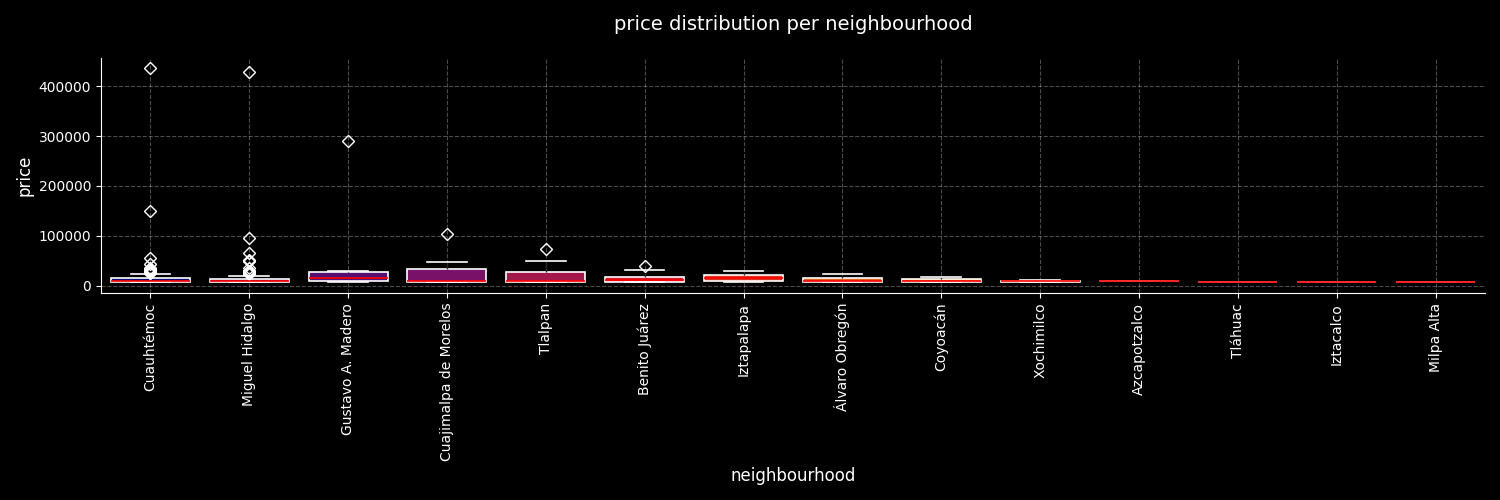 price distribution per neighbourhood
price
400000
300000
200000
100000
0
Cuauhtémoc
Miguel Hidalgo
Gustavo A. Madero
Cuajimalpa de Morelos
Tlalpan
Benito Juárez
Iztapalapa
Álvaro Obregón
Coyoacán
Xochimilco
Azcapotzalco
Tláhuac
Iztacalco
Milpa Alta
neighbourhood